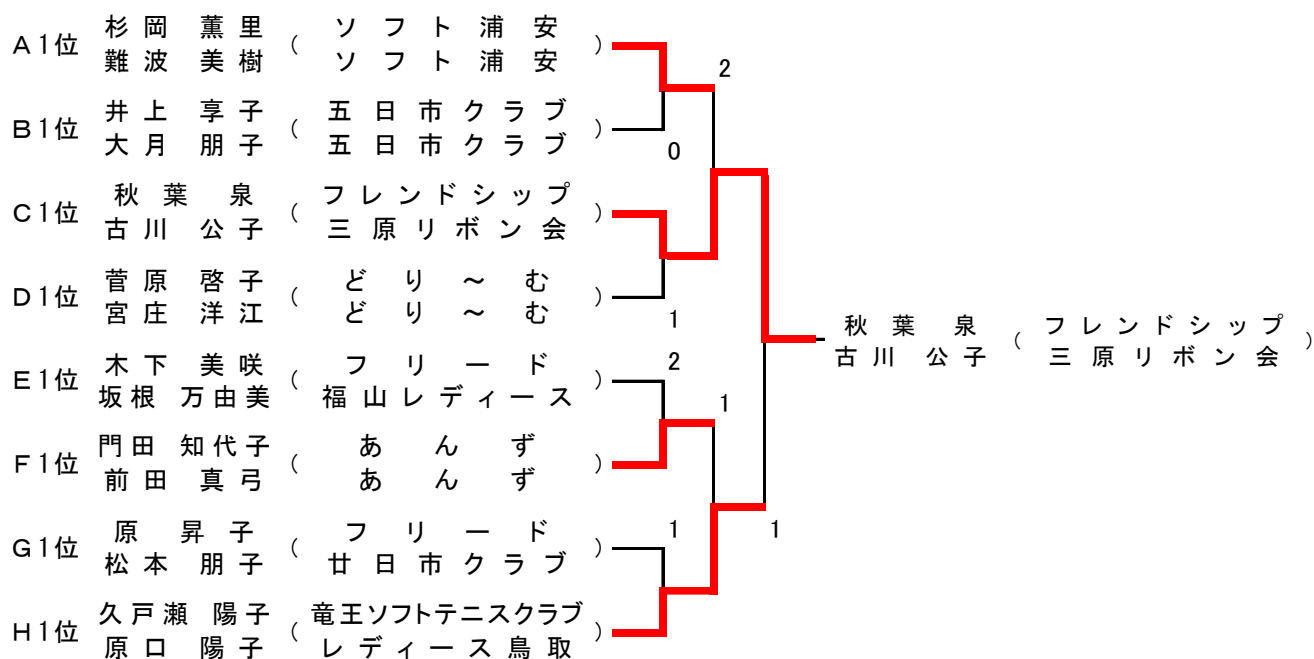 A1位 杉岡 薫里 ( ソフト浦安 )
難波 美樹 ソフト浦安
2
B1位 井上 享子 ( 五日市クラブ )
大月 朋子 五日市クラブ
0
C1位 秋葉 泉 ( フレンドシップ )
古川 公子 三原リボン会
D1位 菅原 啓子 ( どり～む )
宮庄 洋江 どり～む
1
秋葉 泉 ( フレンドシップ )
古川 公子 三原リボン会
E1位 木下 美咲 ( フリード )
坂根 万由美 福山レディース
2
1
F1位 門田 知代子 ( あんず )
前田 真弓 あんず
G1位 原 昇子 ( フリード )
松本 朋子 廿日市クラブ
1
1
H1位 久戸瀬 陽子 ( 竜王ソフトテニスクラブ )
原口 陽子 レディース鳥取